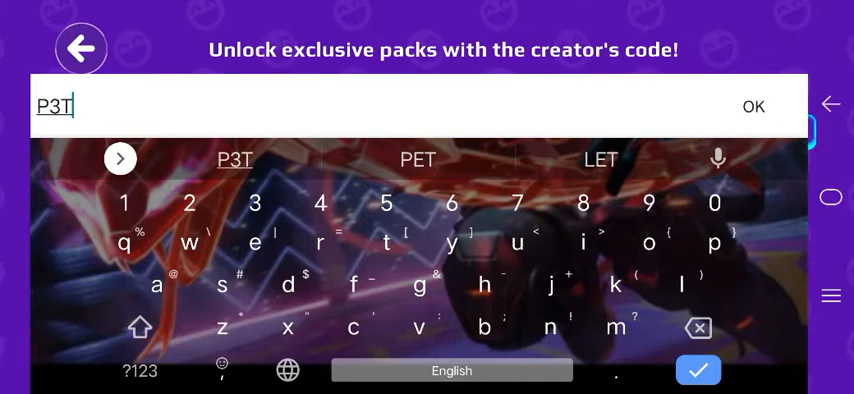 Unlock exclusive packs with the creator's code!
P3T OK
P3T PET LET
1 2 3 4 5 6 7 8 9 0
q% w\ e| r= t[ y] u< i> o{ p}
a@ s# d$ f_ g& h- j+ k( l)
z* x" c' v: b; n! m?
?123 , English .